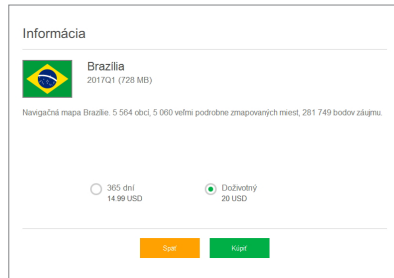 Informácia
Brazília
2017Q1 (728 MB)
Navigačná mapa Brazílie. 5 564 obcí, 5 060 veľmi podrobne zmapovaných miest, 281 749 bodov záujmu.
365 dní
14.99 USD
Doživotný
20 USD
Späť
Kúpiť